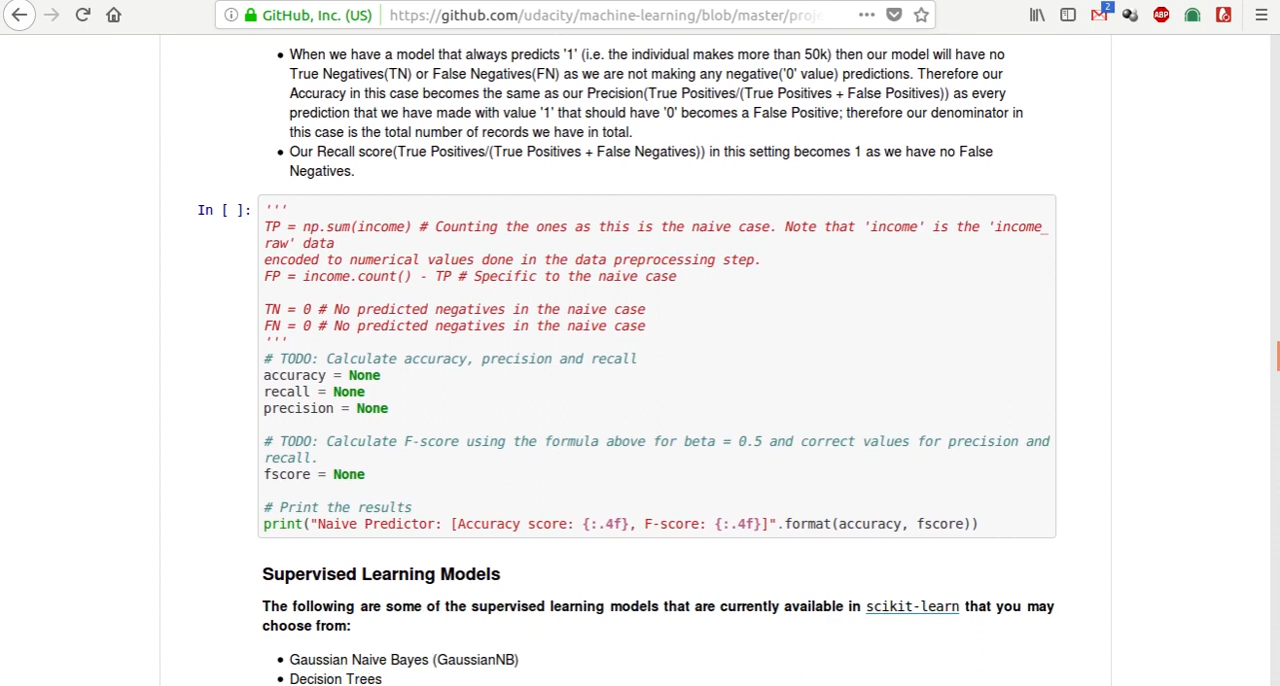 GitHub, Inc. (US) https://github.com/udacity/machine-learning/blob/master/proje
2
ABP
• When we have a model that always predicts '1' (i.e. the individual makes more than 50k) then our model will have no
True Negatives(TN) or False Negatives(FN) as we are not making any negative('0' value) predictions. Therefore our
Accuracy in this case becomes the same as our Precision(True Positives/(True Positives + False Positives)) as every
prediction that we have made with value '1' that should have '0' becomes a False Positive; therefore our denominator in
this case is the total number of records we have in total.
• Our Recall score(True Positives/(True Positives + False Negatives)) in this setting becomes 1 as we have no False
Negatives.
In [ ]:
'''
TP = np.sum(income) # Counting the ones as this is the naive case. Note that 'income' is the 'income_
raw' data
encoded to numerical values done in the data preprocessing step.
FP = income.count() - TP # Specific to the naive case
TN = 0 # No predicted negatives in the naive case
FN = 0 # No predicted negatives in the naive case
'''
# TODO: Calculate accuracy, precision and recall
accuracy = None
recall = None
precision = None
# TODO: Calculate F-score using the formula above for beta = 0.5 and correct values for precision and
recall.
fscore = None
# Print the results
print("Naive Predictor: [Accuracy score: {:.4f}, F-score: {:.4f}]".format(accuracy, fscore))
Supervised Learning Models
The following are some of the supervised learning models that are currently available in scikit-learn that you may
choose from:
• Gaussian Naive Bayes (GaussianNB)
• Decision Trees